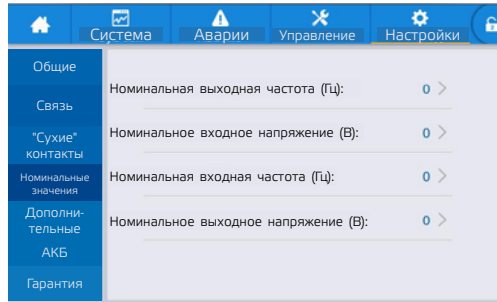 Система
Аварии
Управление
Настройки
Общие
Связь
"Сухие"
контакты
Номинальные
значения
Дополни-
тельные
АКБ
Гарантия
Номинальная выходная частота (Гц): 0
Номинальное входное напряжение (В): 0
Номинальная входная частота (Гц): 0
Номинальное выходное напряжение (В): 0